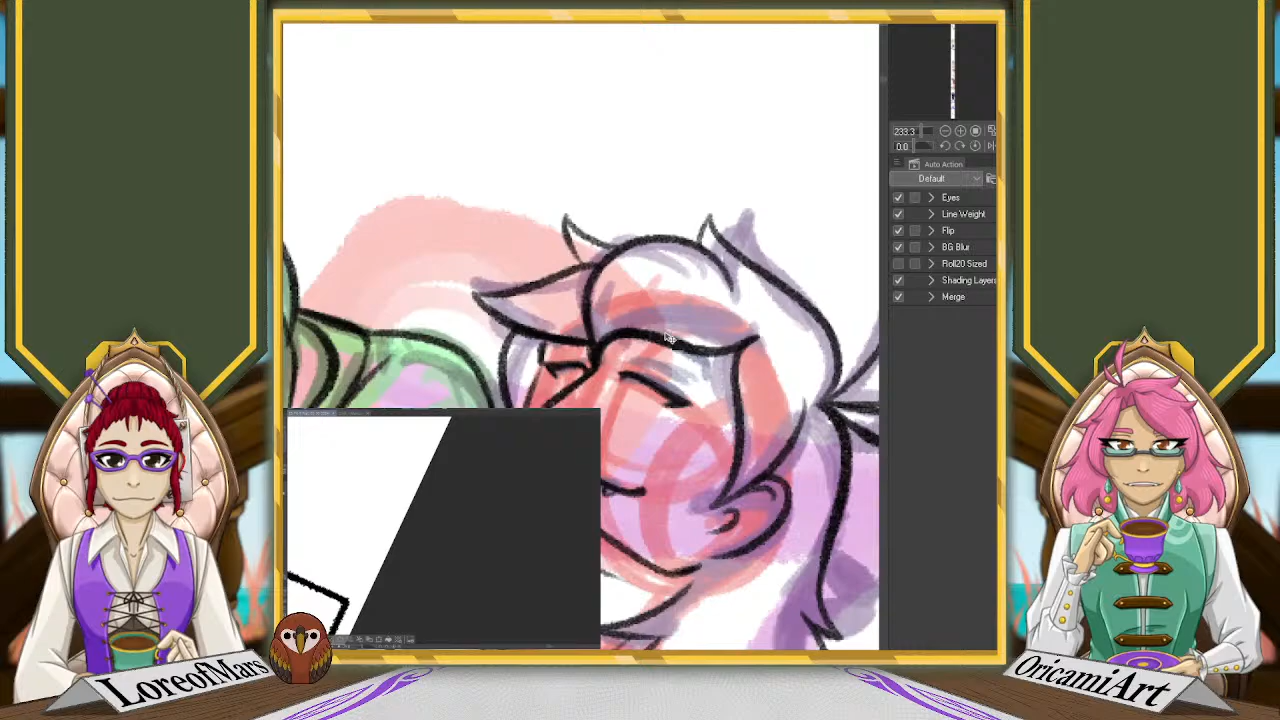 233.3
0.0
Auto Action
Default
Eyes
Line Weight
Flip
BG Blur
Roll20 Sized
Shading Layers
Merge
LoreofMars
OricamiArt